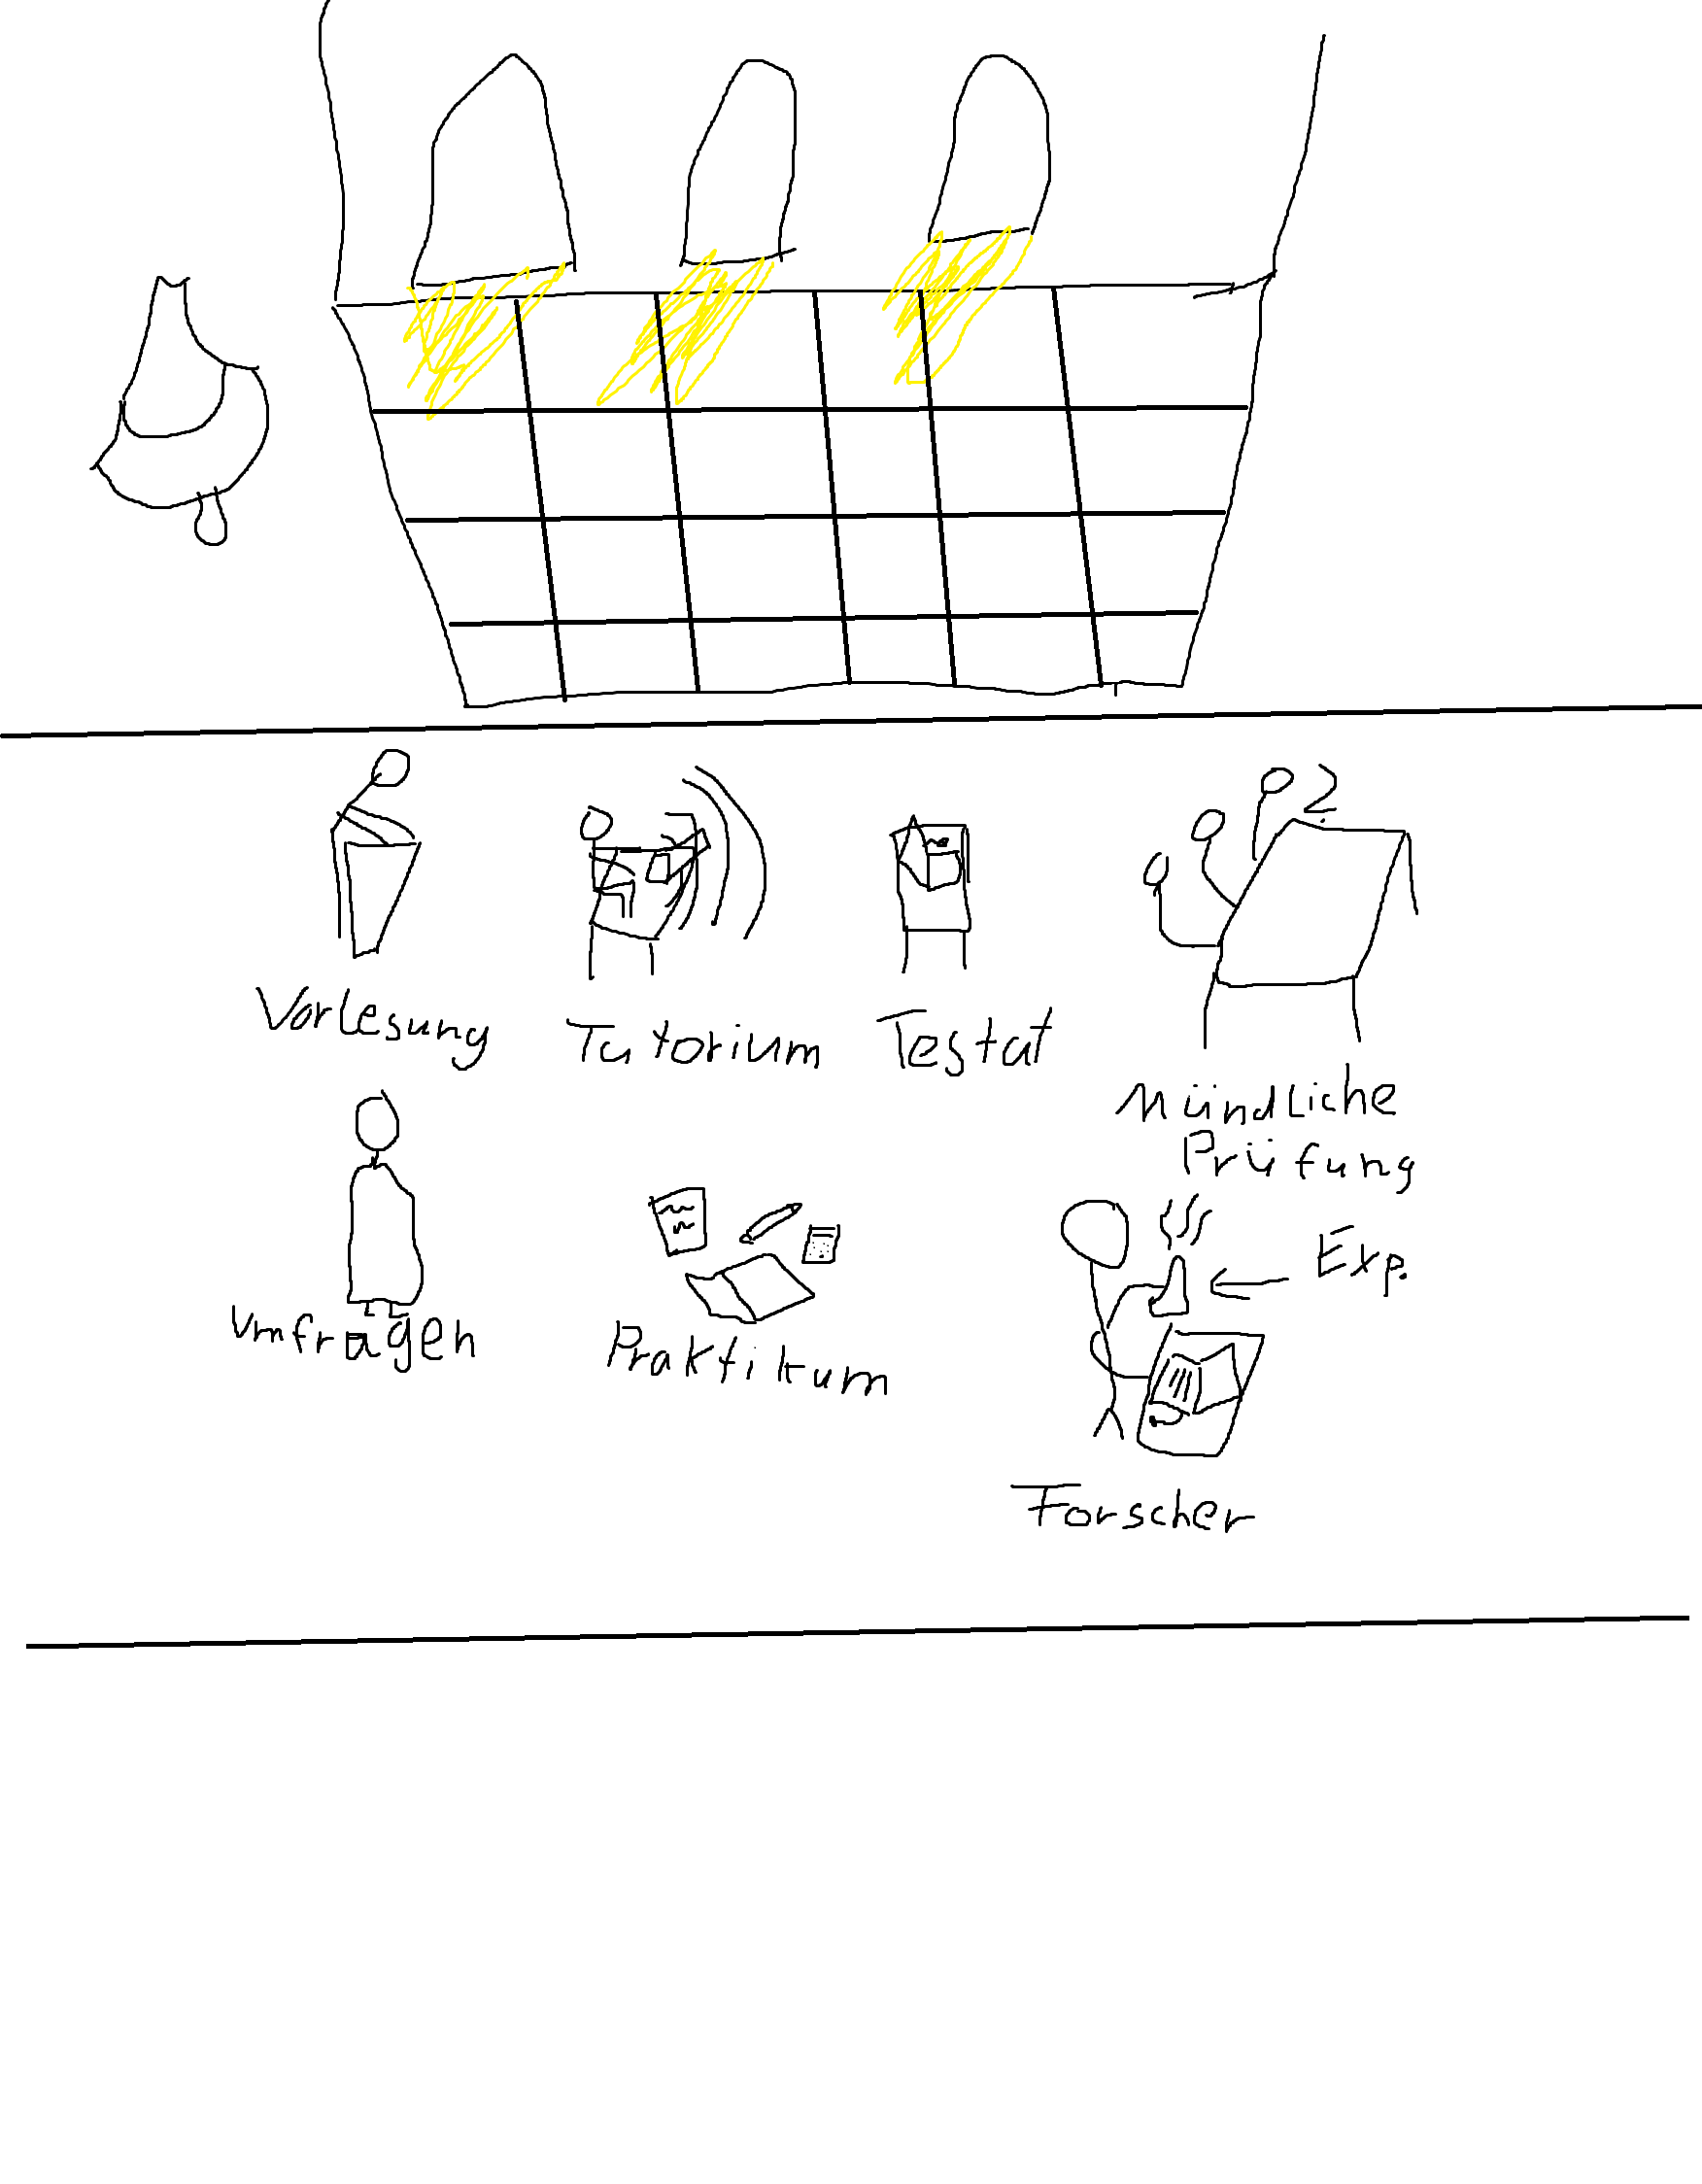 Vorlesung
Tutorium
Testat
Mündliche
Prüfung
Umfragen
Praktikum
Exp.
Forscher